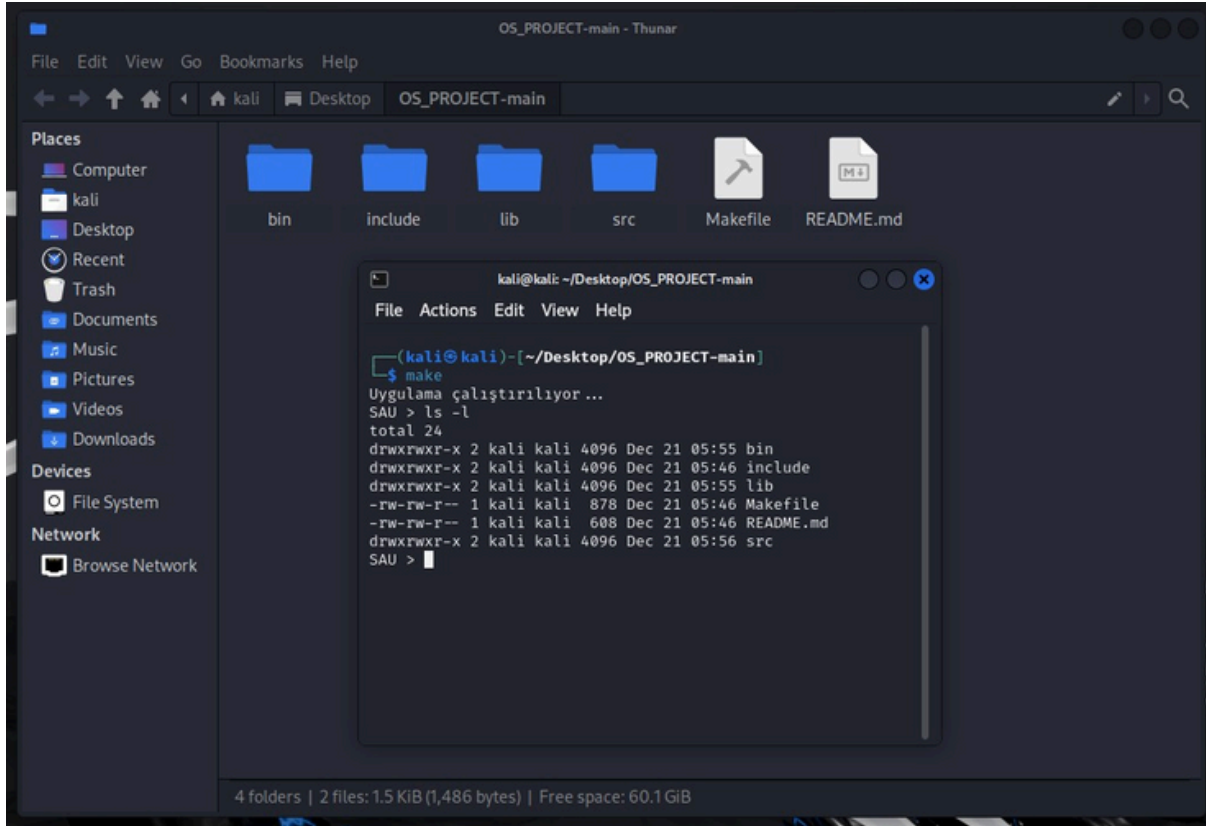 OS_PROJECT-main - Thunar
File Edit View Go Bookmarks Help
kali Desktop OS_PROJECT-main
Places
Computer
kali
Desktop
Recent
Trash
Documents
Music
Pictures
Videos
Downloads
Devices
File System
Network
Browse Network
bin include lib src Makefile README.md
M↓
kali@kali: ~/Desktop/OS_PROJECT-main
File Actions Edit View Help
┌──(kali㉿kali)-[~/Desktop/OS_PROJECT-main]
└─$ make
Uygulama çalıştırılıyor...
SAU > ls -l
total 24
drwxrwxr-x 2 kali kali 4096 Dec 21 05:55 bin
drwxrwxr-x 2 kali kali 4096 Dec 21 05:46 include
drwxrwxr-x 2 kali kali 4096 Dec 21 05:55 lib
-rw-rw-r-- 1 kali kali 878 Dec 21 05:46 Makefile
-rw-rw-r-- 1 kali kali 608 Dec 21 05:46 README.md
drwxrwxr-x 2 kali kali 4096 Dec 21 05:56 src
SAU >
4 folders | 2 files: 1.5 KiB (1,486 bytes) | Free space: 60.1 GiB